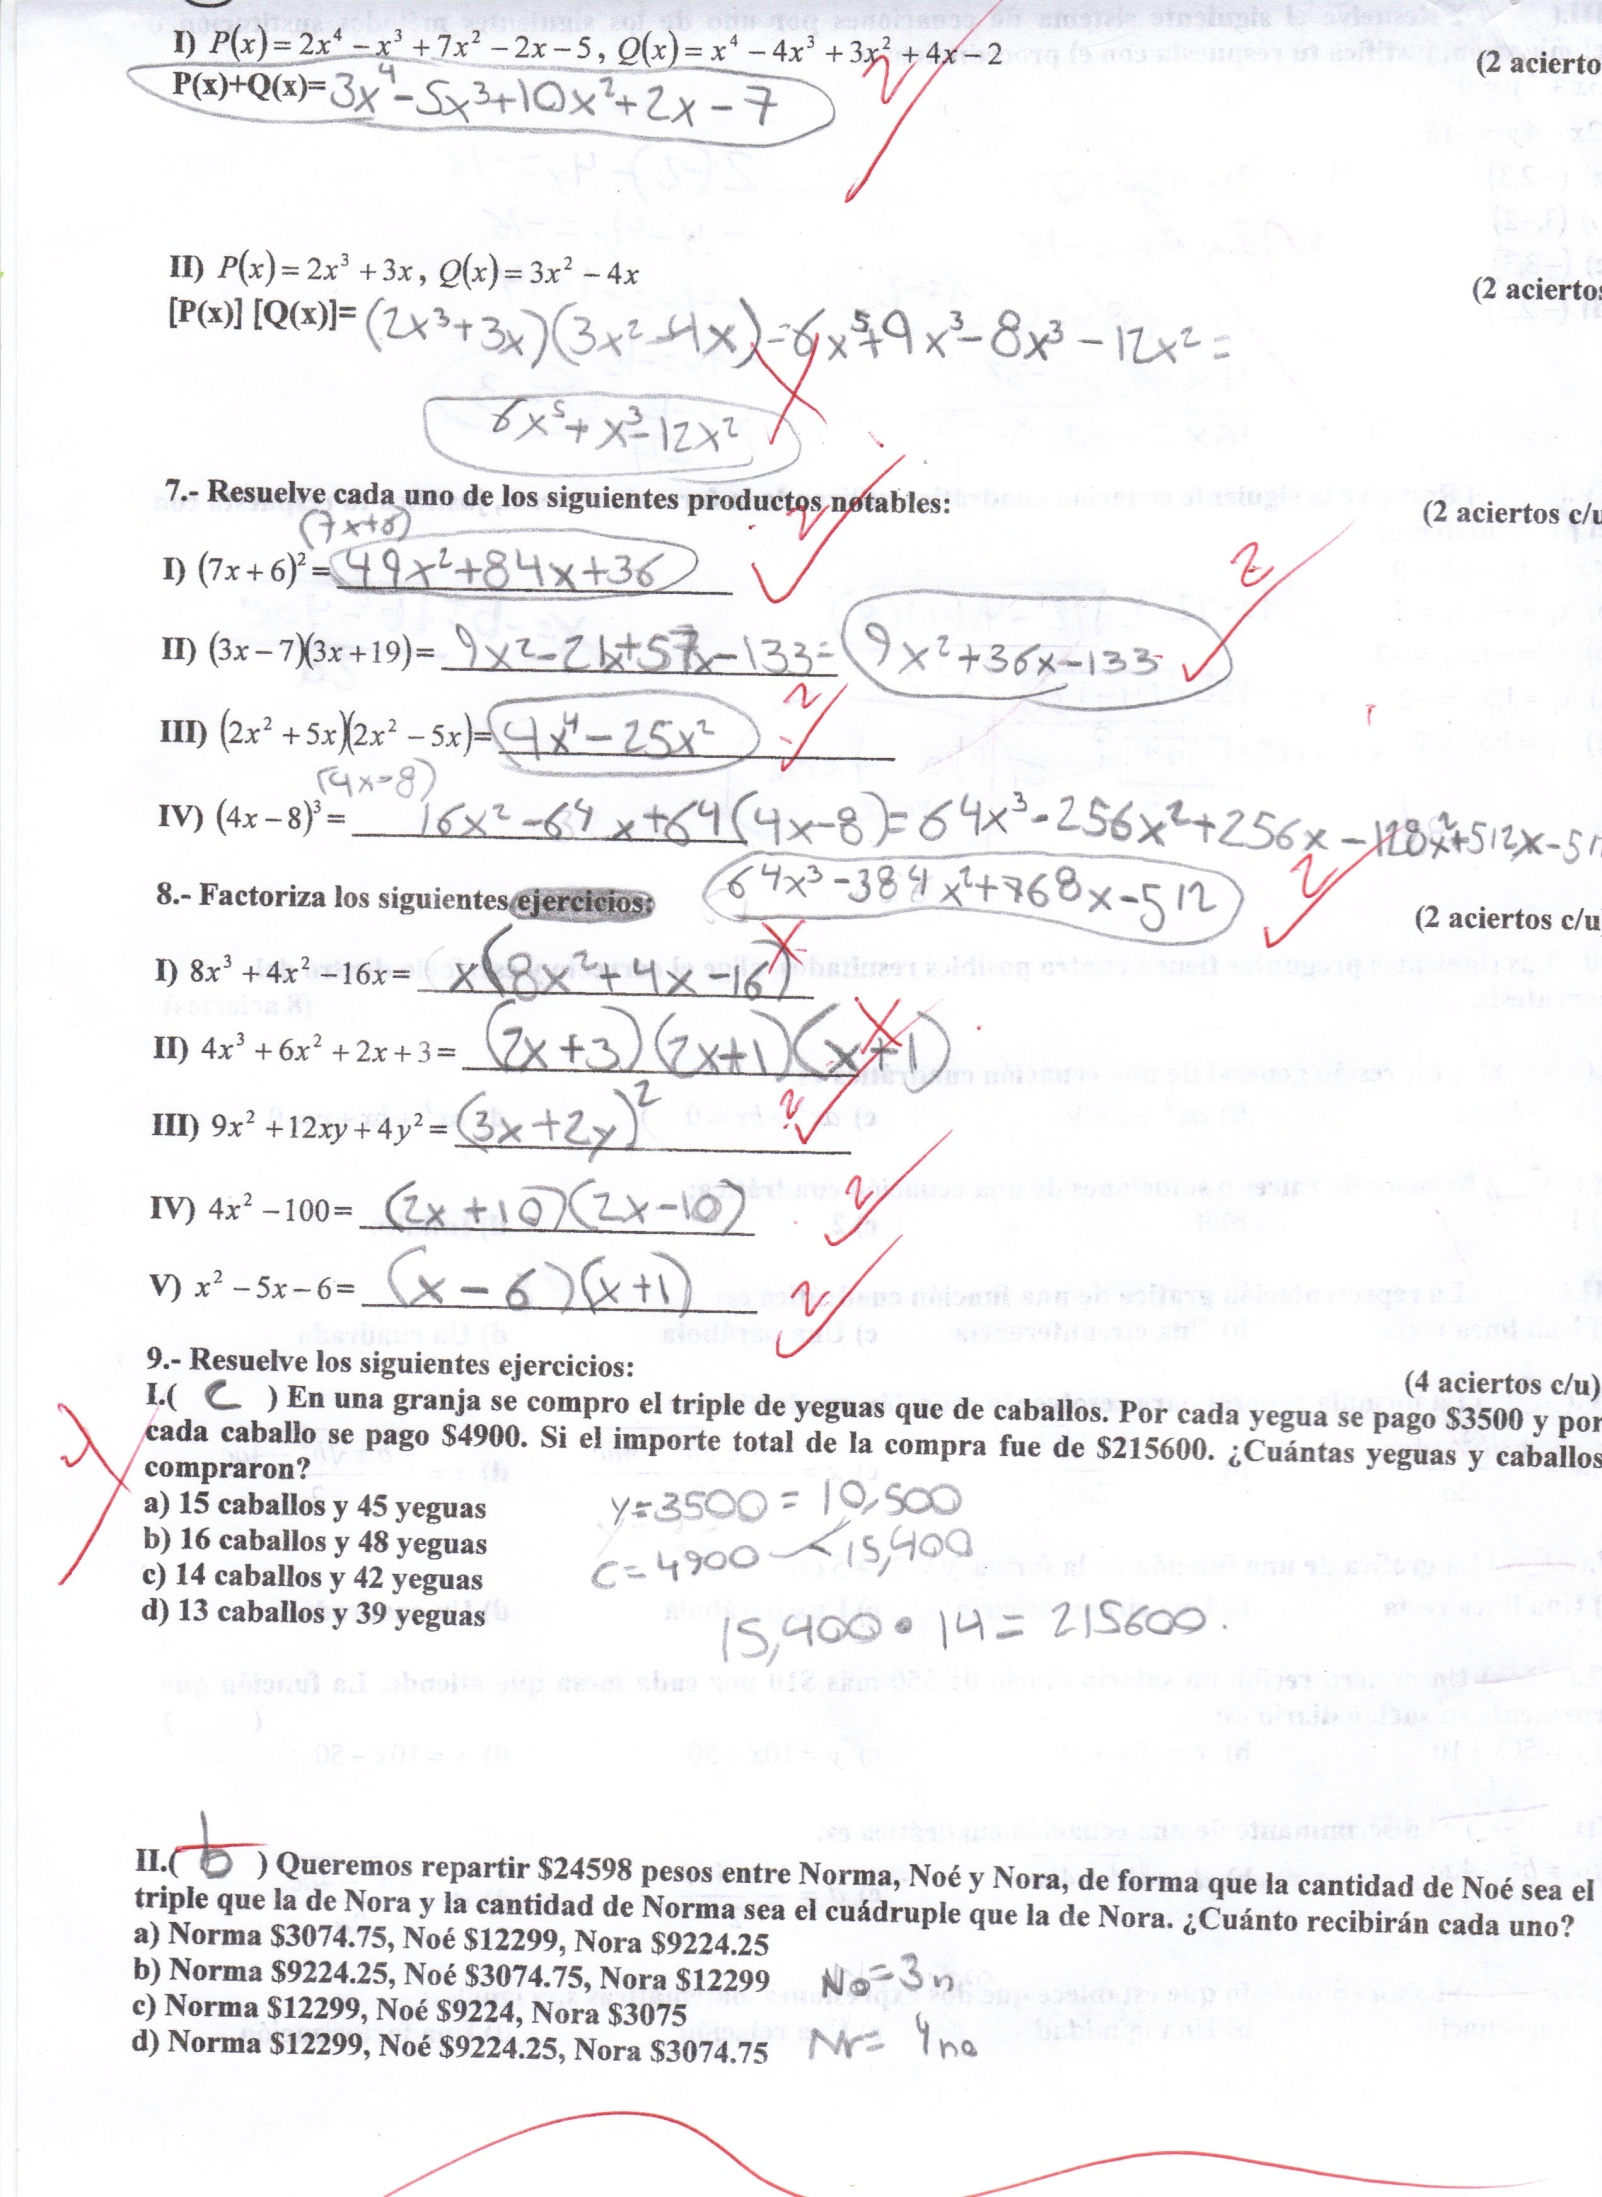 I) P(x) = 2x⁴ − x³ + 7x² − 2x − 5, Q(x) = x⁴ − 4x³ + 3x² + 4x − 2
(2 acierto
P(x)+Q(x)= 3x⁴ − 5x³ + 10x² + 2x − 7
2
II) P(x) = 2x³ + 3x, Q(x) = 3x² − 4x
(2 aciertos
[P(x)] [Q(x)]= (2x³+3x)(3x²−4x) = 6x⁵+9x³−8x³−12x² =
6x⁵+x³−12x²
7.- Resuelve cada uno de los siguientes productos notables:
(2 aciertos c/u
(7x+6)
I) (7x + 6)² = 49x²+84x+36
2
II) (3x − 7)(3x + 19) = 9x²−21x+57x−133= 9x²+36x−133
2
III) (2x² + 5x)(2x² − 5x)= 4x⁴−25x²
2
(4x−8)
IV) (4x − 8)³ = 16x²−64x+64(4x−8)=64x³−256x²+256x−128x²+512x−51
64x³−384x²+768x−512
2
8.- Factoriza los siguientes ejercicios:
(2 aciertos c/u)
I) 8x³ + 4x² − 16x = x(8x²+4x−16)
II) 4x³ + 6x² + 2x + 3 = (2x+3)(2x+1)(x+1)
III) 9x² + 12xy + 4y² = (3x+2y)²
2
IV) 4x² − 100 = (2x+10)(2x−10)
2
V) x² − 5x − 6 = (x−6)(x+1)
2
9.- Resuelve los siguientes ejercicios:
(4 aciertos c/u)
I.( C ) En una granja se compro el triple de yeguas que de caballos. Por cada yegua se pago $3500 y por
cada caballo se pago $4900. Si el importe total de la compra fue de $215600. ¿Cuántas yeguas y caballos
compraron?
4
a) 15 caballos y 45 yeguas
b) 16 caballos y 48 yeguas
c) 14 caballos y 42 yeguas
d) 13 caballos y 39 yeguas
y=3500 = 10,500
C=4900 < 15,400
15,400 • 14 = 215600.
II.( b ) Queremos repartir $24598 pesos entre Norma, Noé y Nora, de forma que la cantidad de Noé sea el
triple que la de Nora y la cantidad de Norma sea el cuádruple que la de Nora. ¿Cuánto recibirán cada uno?
a) Norma $3074.75, Noé $12299, Nora $9224.25
b) Norma $9224.25, Noé $3074.75, Nora $12299
c) Norma $12299, Noé $9224, Nora $3075
d) Norma $12299, Noé $9224.25, Nora $3074.75
No=3n
Nr= 4na